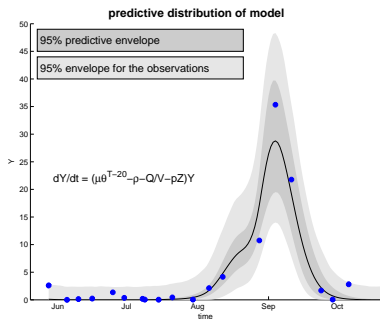 predictive distribution of model
50
95% predictive envelope
45
95% envelope for the observations
40
35
30
25
dY/dt = (μθ^T−20−ρ−Q/V−pZ)Y
20
15
10
5
0
Y
Jun Jul Aug Sep Oct
time